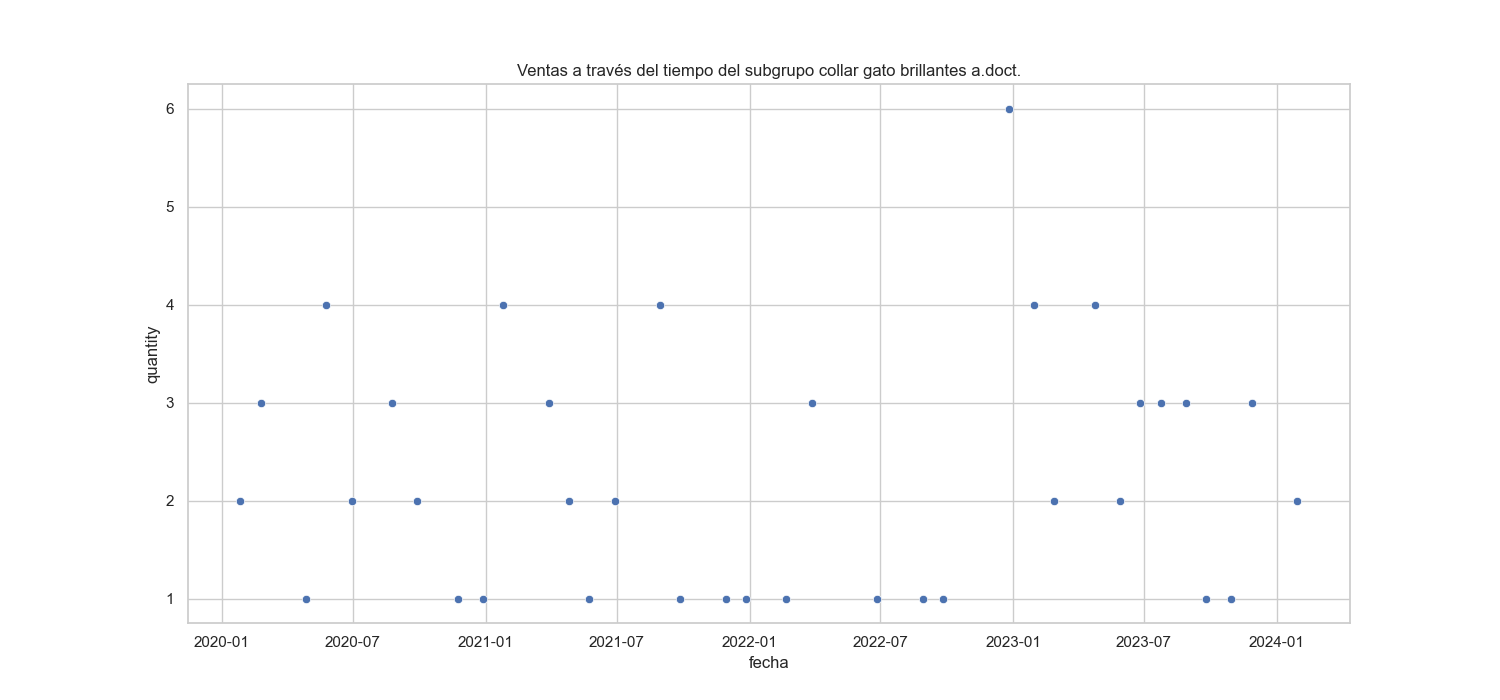 Ventas a través del tiempo del subgrupo collar gato brillantes a.doct.
6
5
4
3
2
1
quantity
2020-01 2020-07 2021-01 2021-07 2022-01 2022-07 2023-01 2023-07 2024-01
fecha